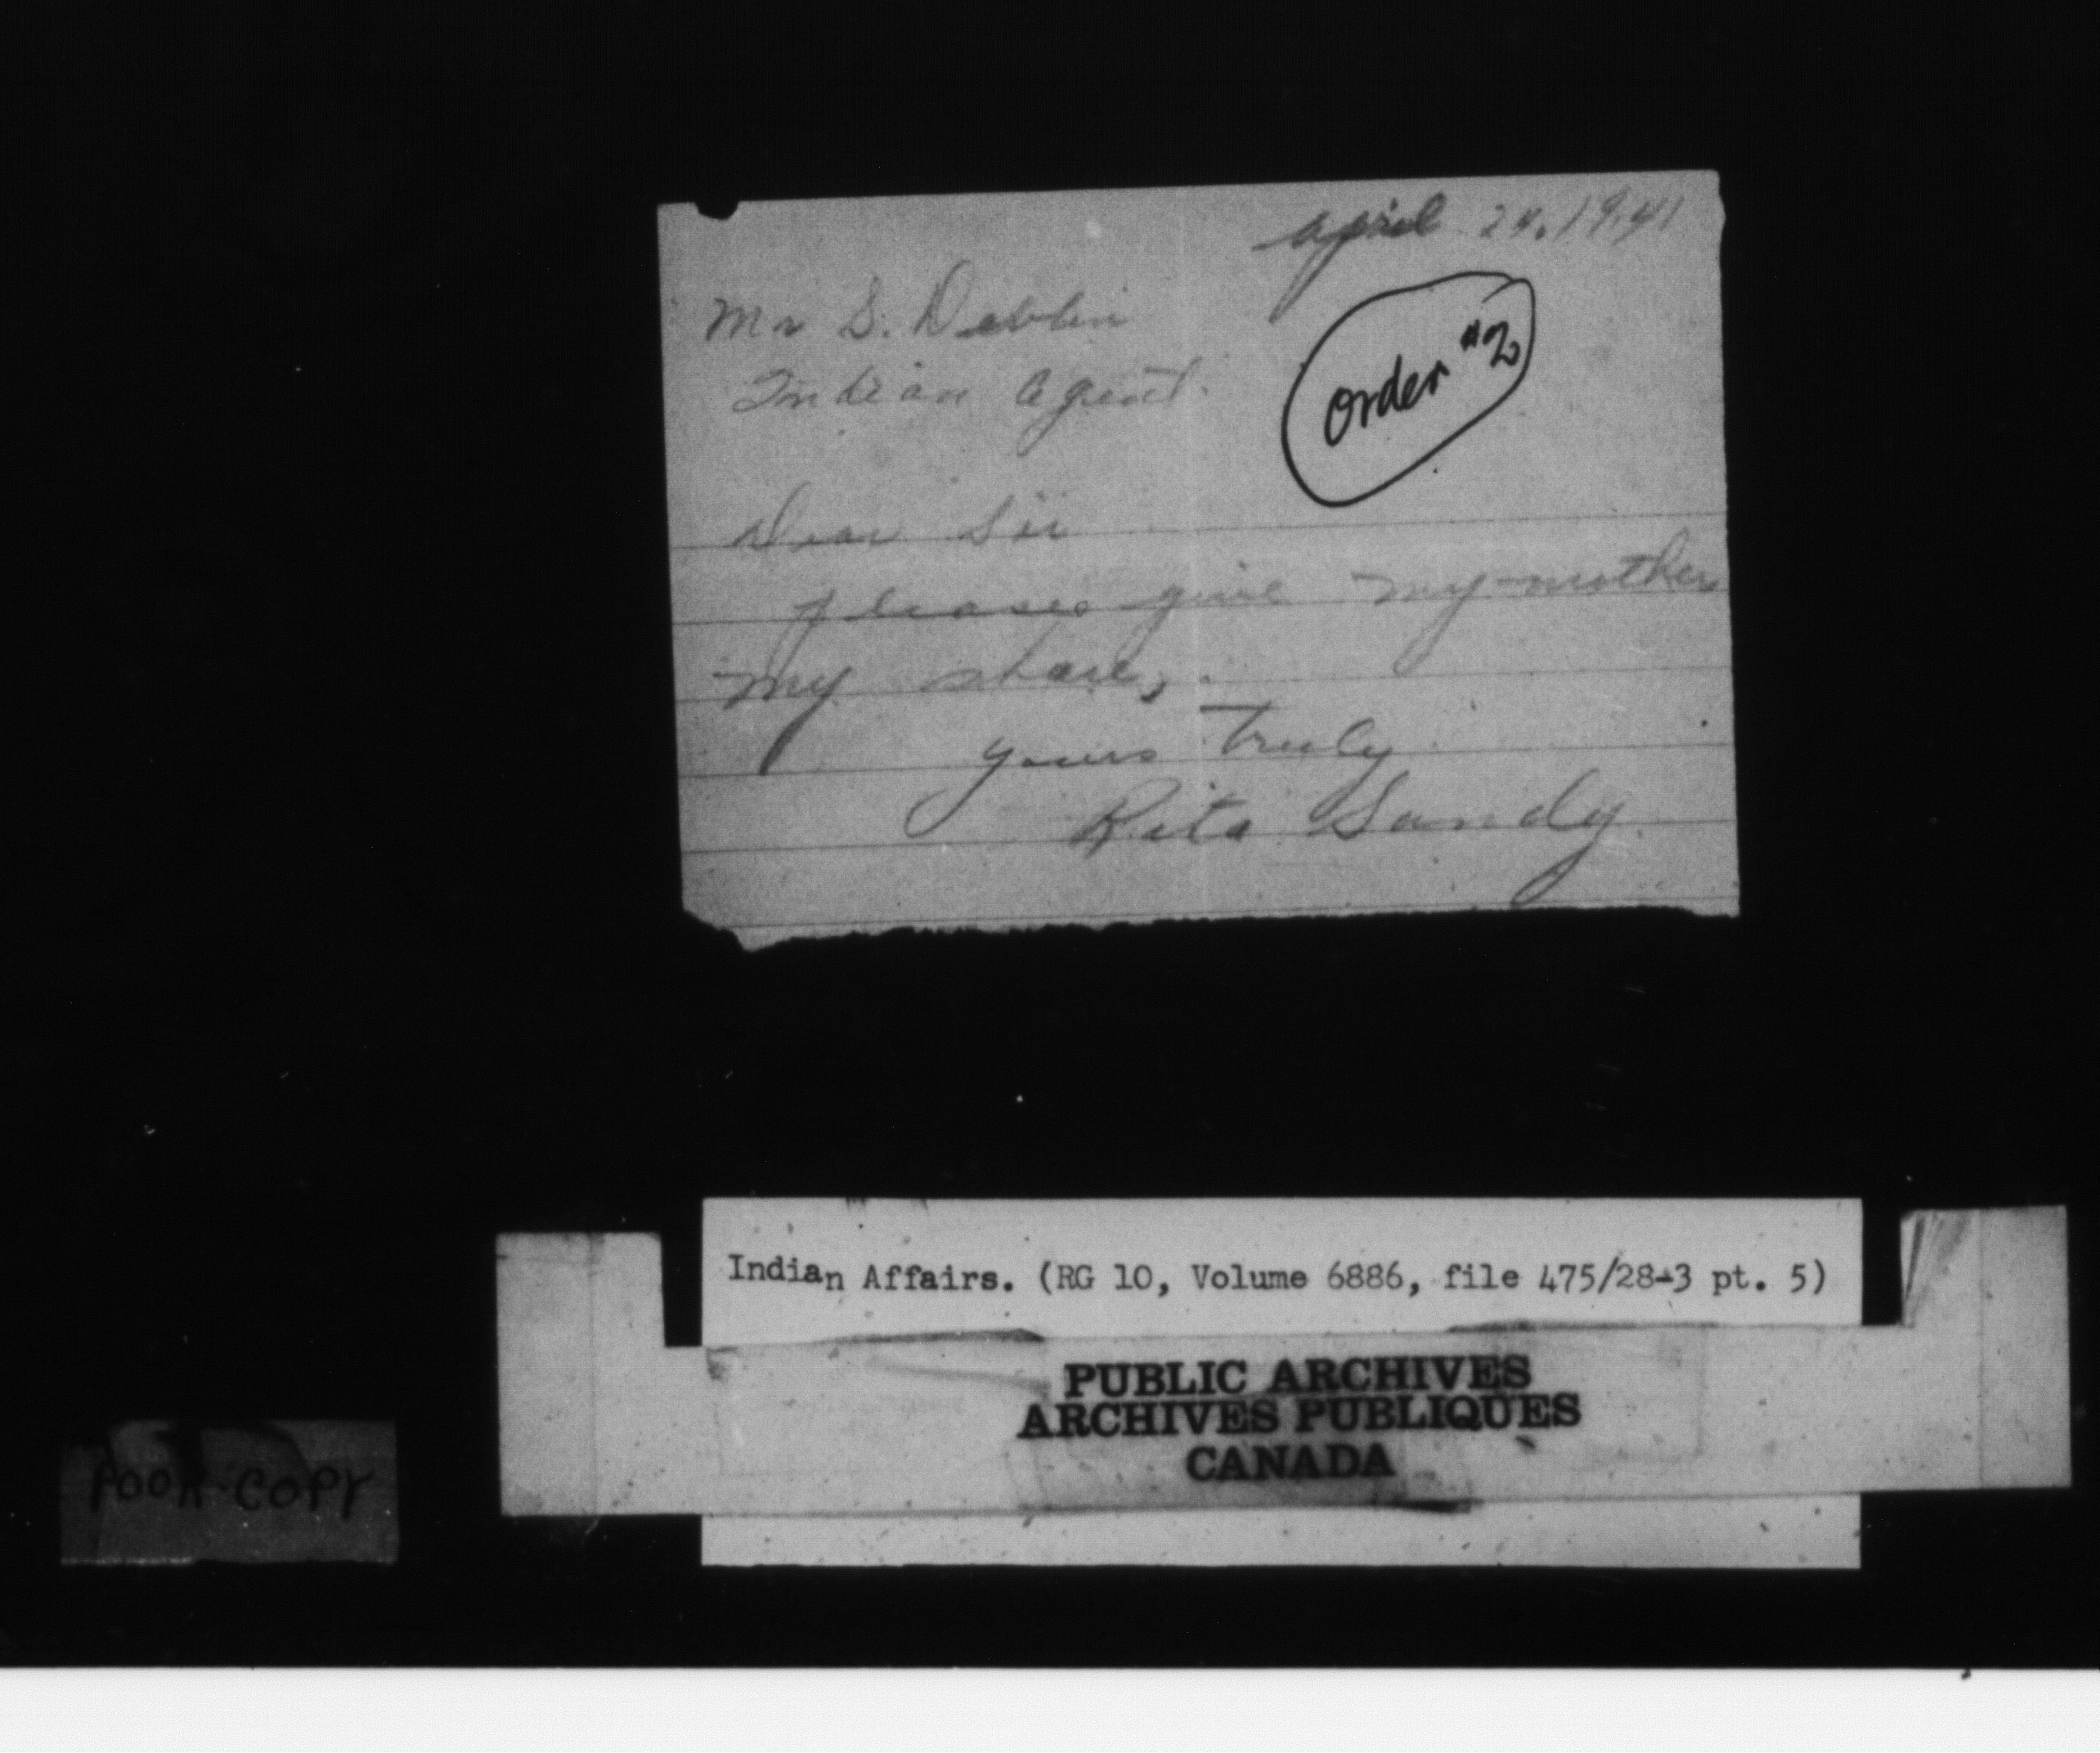 april 24. 1941
Mr S. Devlin
Indian agent.
Order #2
Dear Sir
please give my mother
my share,.
yours Truly
Rita Sandy.
Indian Affairs. (RG 10, Volume 6886, file 475/28-3 pt. 5)
PUBLIC ARCHIVES
ARCHIVES PUBLIQUES
CANADA
POOR COPY